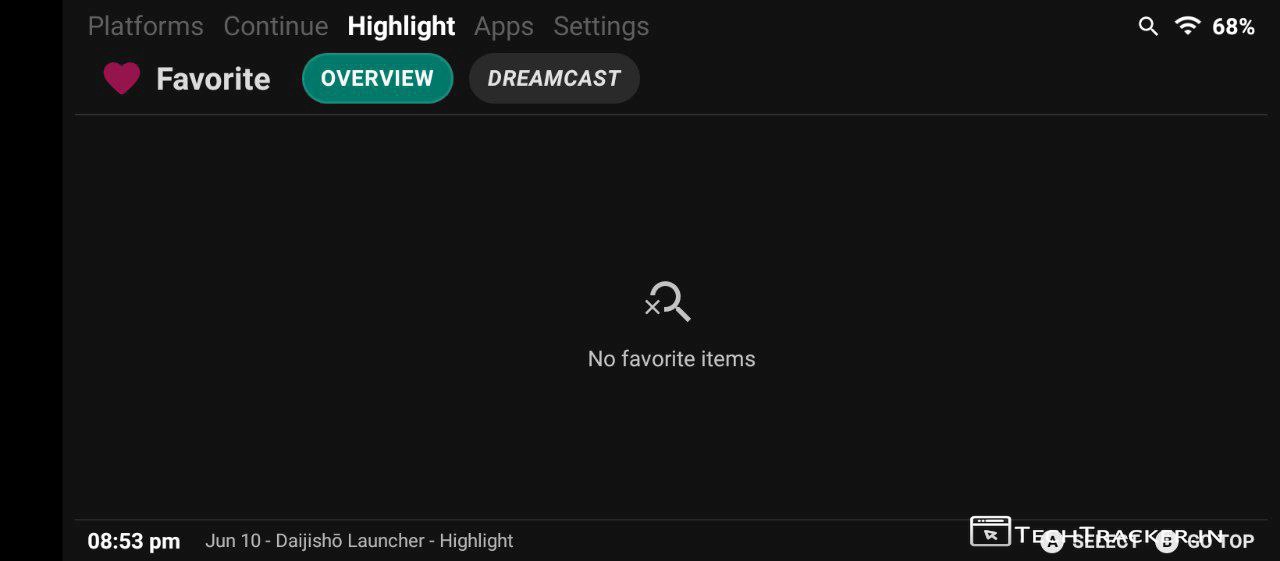 Platforms Continue Highlight Apps Settings 68%
Favorite OVERVIEW DREAMCAST
No favorite items
08:53 pm Jun 10 - Daijishō Launcher - Highlight A SELECT B GO TOP
TECHTRACKER.IN